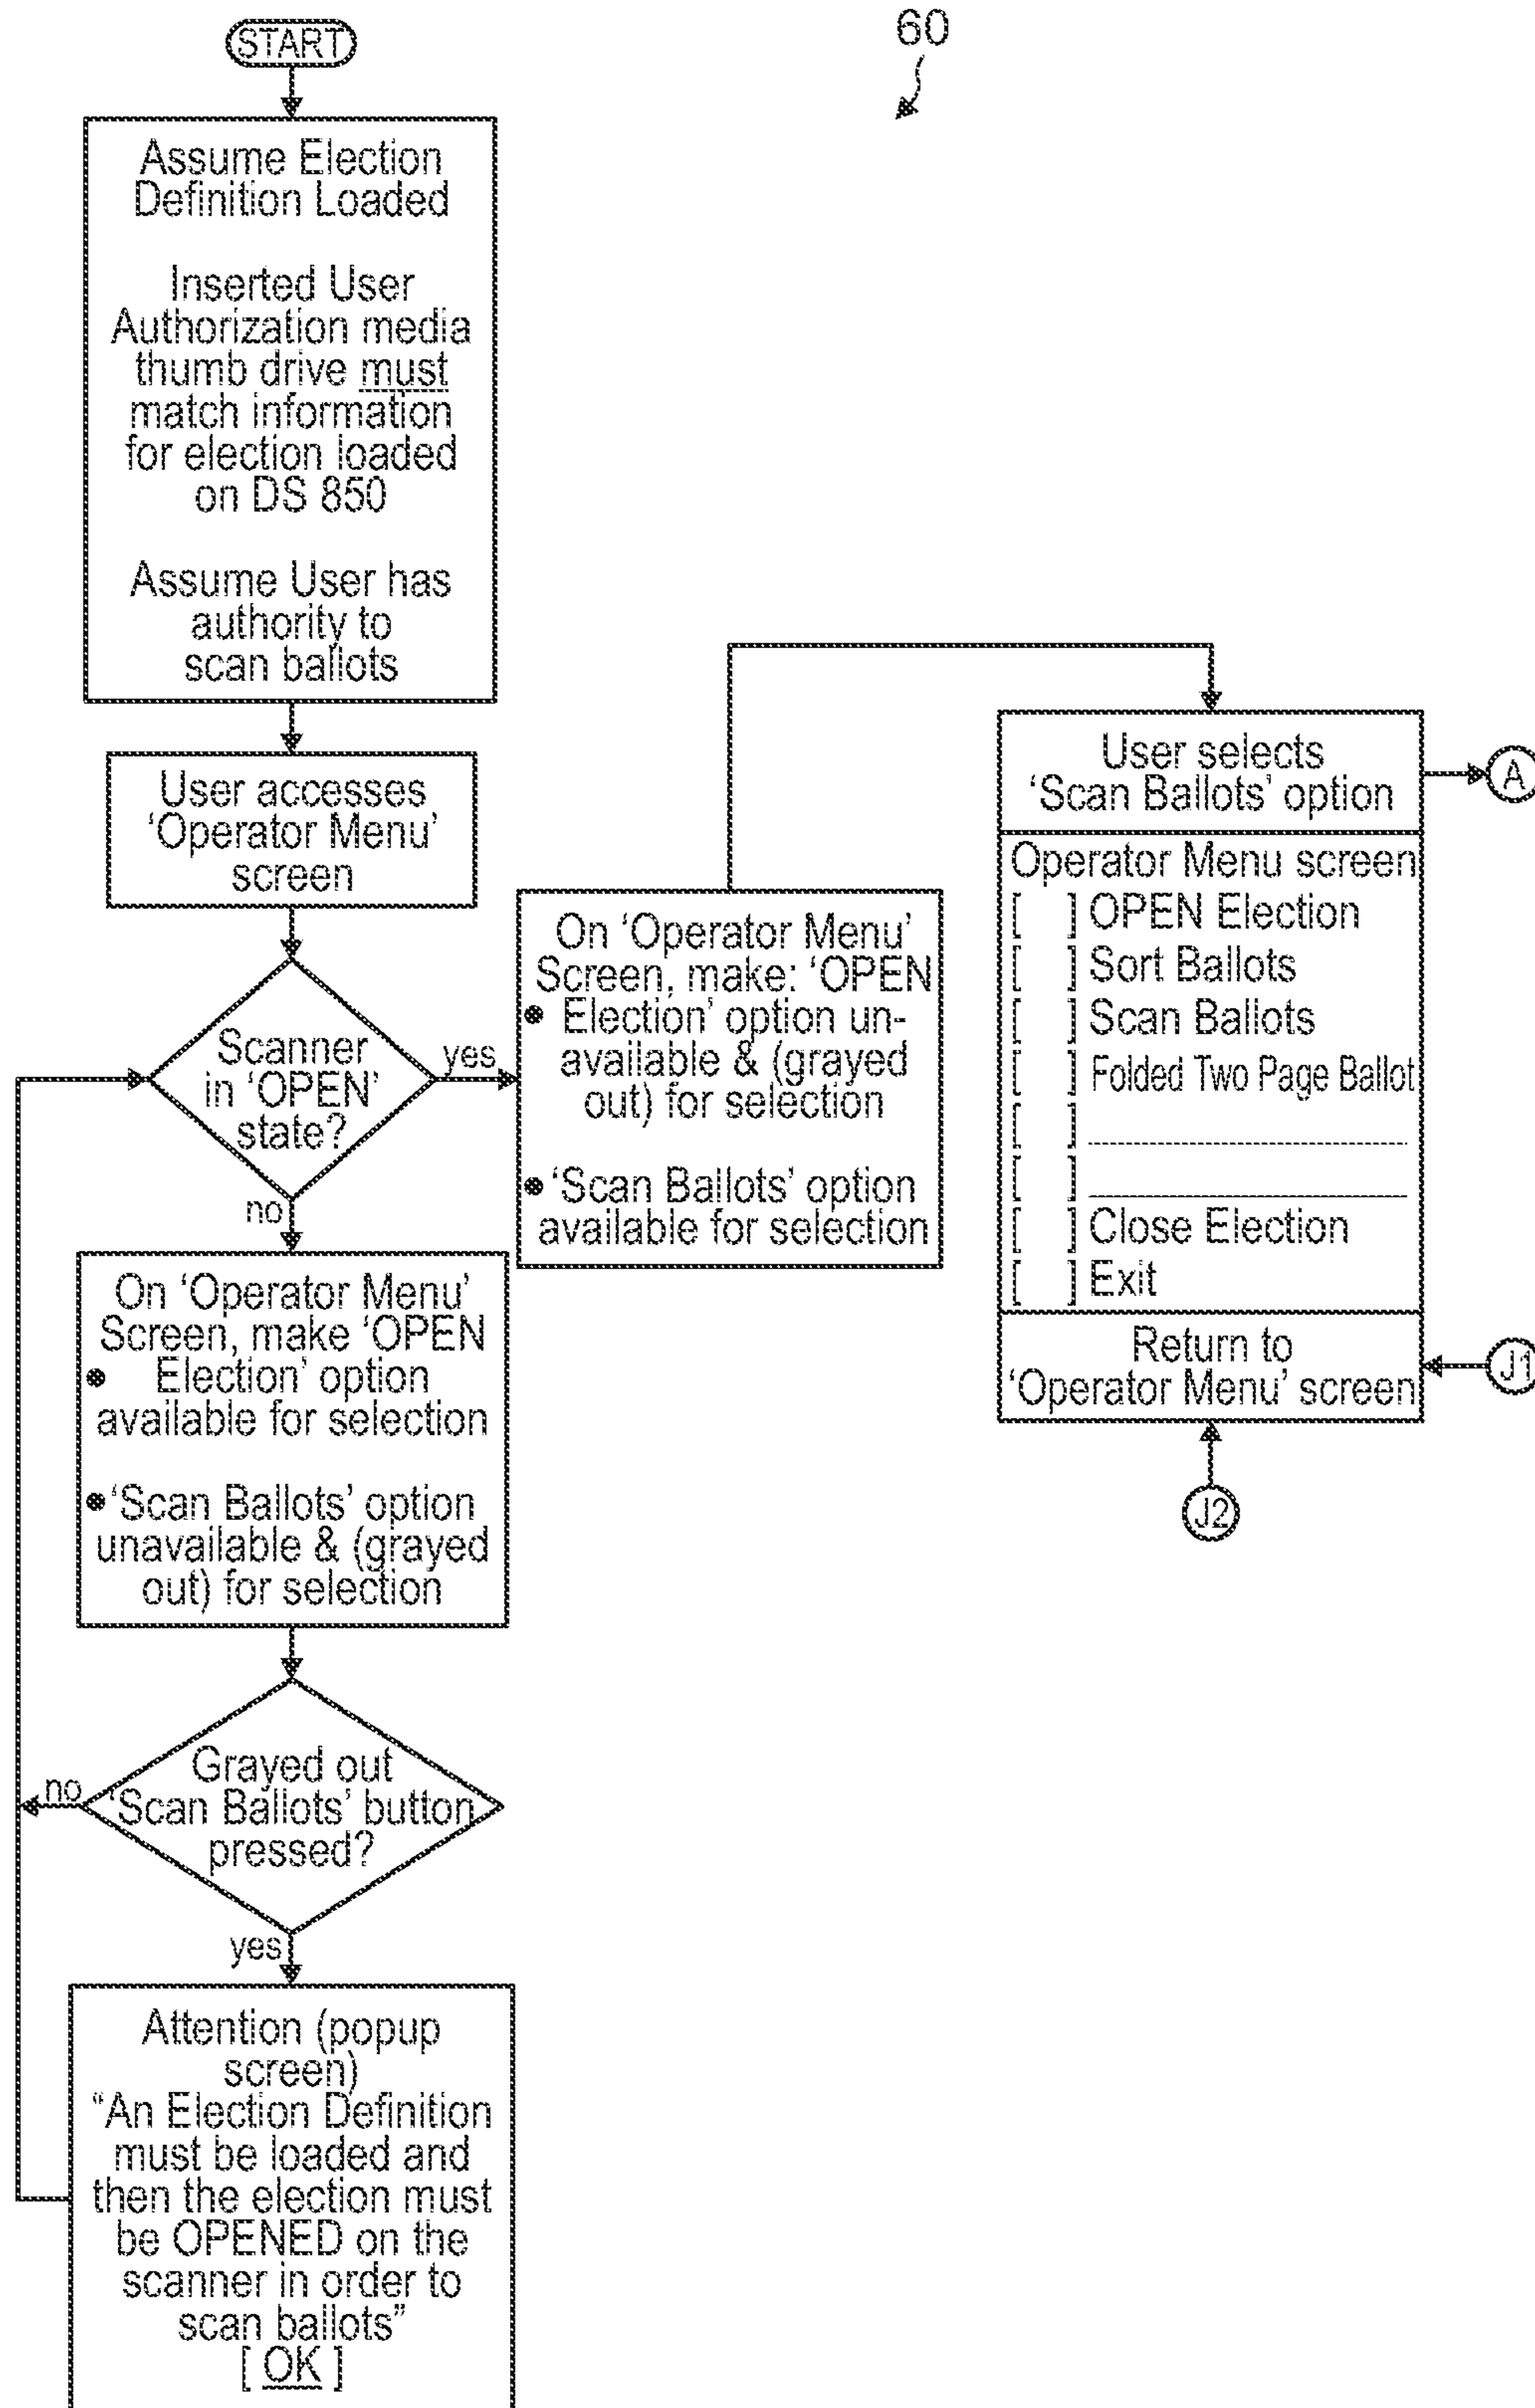 60
START
Assume Election
Definition Loaded
Inserted User
Authorization media
thumb drive must
match information
for election loaded
on DS 850
Assume User has
authority to
scan ballots
User accesses
‘Operator Menu’
screen
Scanner
in ‘OPEN’
state?
yes
no
On ‘Operator Menu’
Screen, make: ‘OPEN
• Election’ option un-
available & (grayed
out) for selection
• ‘Scan Ballots’ option
available for selection
User selects
‘Scan Ballots’ option
A
Operator Menu screen
[ ] OPEN Election
[ ] Sort Ballots
[ ] Scan Ballots
[ ] Folded Two Page Ballot
[ ] ____________
[ ] ____________
[ ] Close Election
[ ] Exit
Return to
‘Operator Menu’ screen
J1
J2
On ‘Operator Menu’
Screen, make ‘OPEN
• Election’ option
available for selection
• ‘Scan Ballots’ option
unavailable & (grayed
out) for selection
Grayed out
‘Scan Ballots’ button
pressed?
no
yes
Attention (popup
screen)
“An Election Definition
must be loaded and
then the election must
be OPENED on the
scanner in order to
scan ballots”
[ OK ]